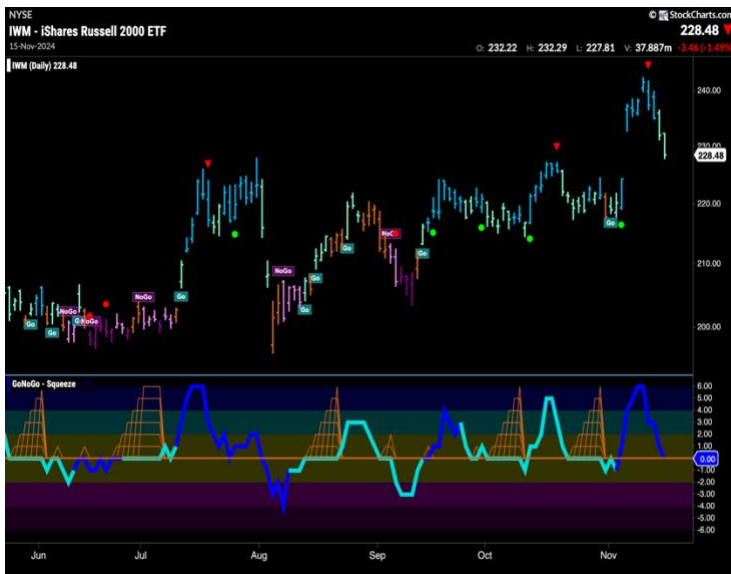 NYSE
© StockCharts.com
IWM - iShares Russell 2000 ETF
228.48
15-Nov-2024
O: 232.22 H: 232.29 L: 227.81 V: 37.887m -3.46 (-1.49%)
IWM (Daily) 228.48
240.00
230.00
228.48
220.00
210.00
200.00
Go
Go
NoGo
Go
NoGo
NoGo
Go
NoGo
Go
Go
Go
NoGo
Go
Go
GoNoGo - Squeeze
6.00
5.00
4.00
3.00
2.00
1.00
0.00
-1.00
-2.00
-3.00
-4.00
-5.00
-6.00
Jun Jul Aug Sep Oct Nov